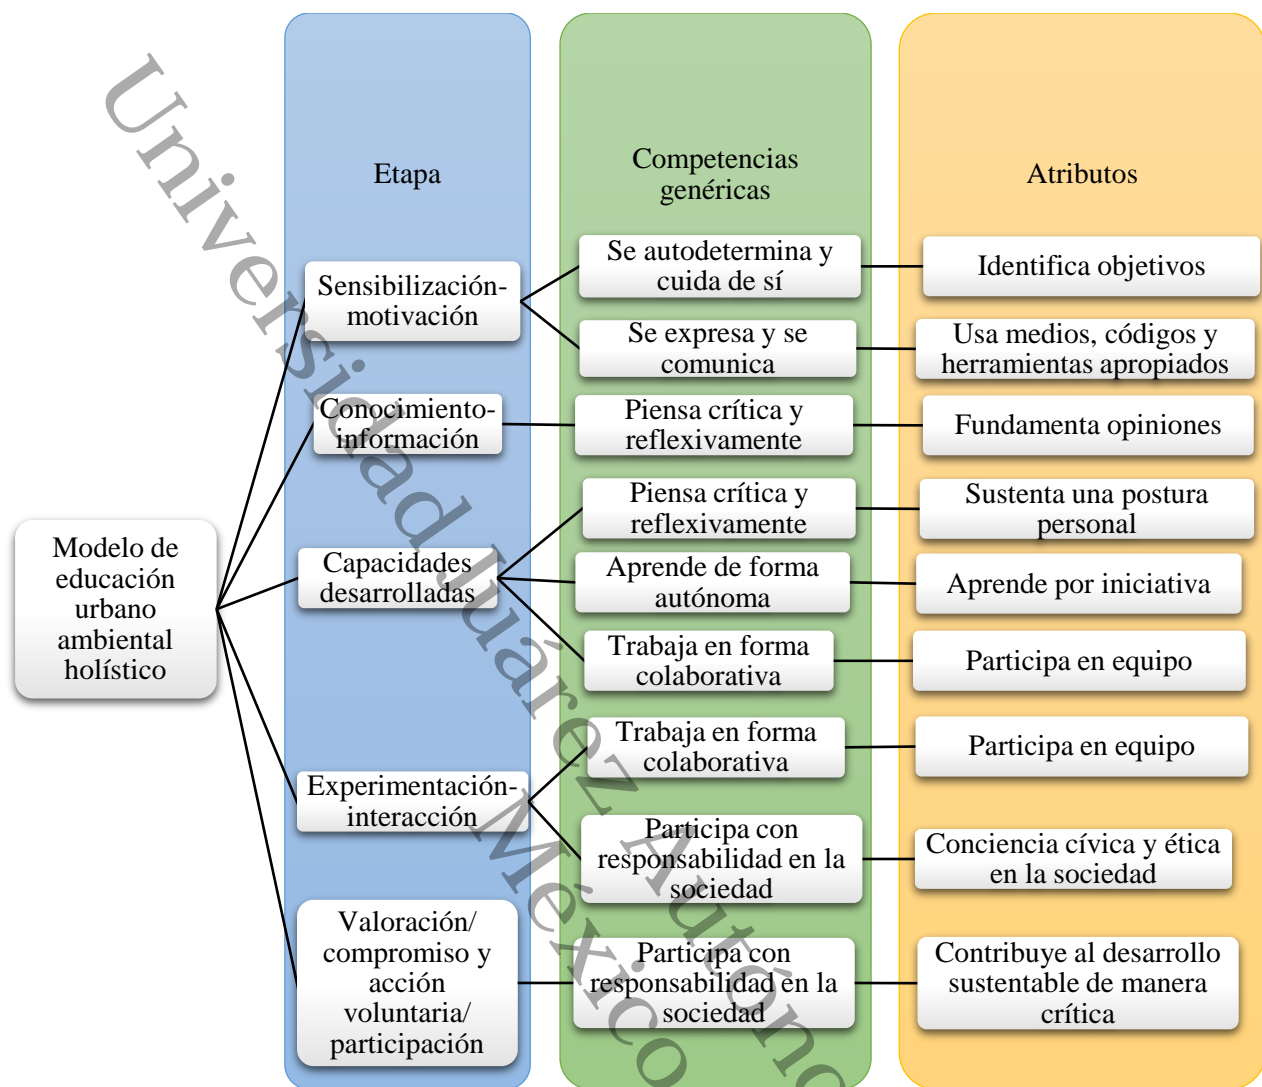 Etapa
Competencias
genéricas
Atributos
Modelo de
educación
urbano
ambiental
holístico
Sensibilización-
motivación
Se autodetermina y
cuida de sí
Identifica objetivos
Se expresa y se
comunica
Usa medios, códigos y
herramientas apropiados
Conocimiento-
información
Piensa crítica y
reflexivamente
Fundamenta opiniones
Capacidades
desarrolladas
Piensa crítica y
reflexivamente
Sustenta una postura
personal
Aprende de forma
autónoma
Aprende por iniciativa
Trabaja en forma
colaborativa
Participa en equipo
Experimentación-
interacción
Trabaja en forma
colaborativa
Participa en equipo
Participa con
responsabilidad en la
sociedad
Conciencia cívica y ética
en la sociedad
Valoración/
compromiso y
acción
voluntaria/
participación
Participa con
responsabilidad en la
sociedad
Contribuye al desarrollo
sustentable de manera
crítica
Universidad Juárez Autóno
México